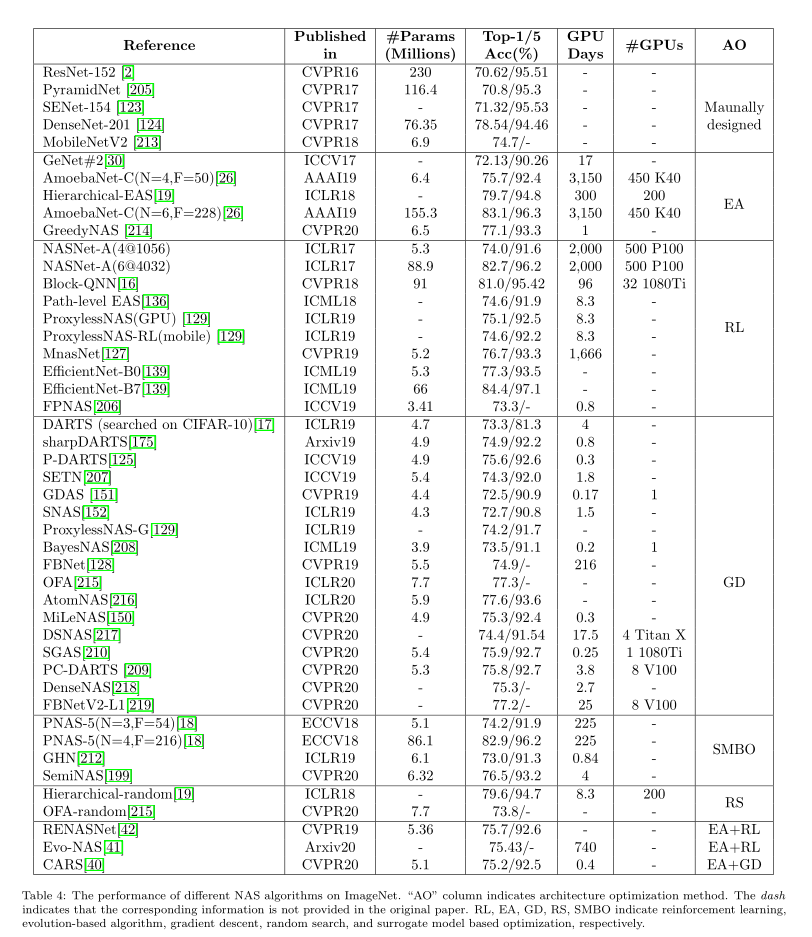 Reference Published in #Params (Millions) Top-1/5 Acc(%) GPU Days #GPUs AO
ResNet-152 [2] CVPR16 230 70.62/95.51 - -
PyramidNet [205] CVPR17 116.4 70.8/95.3 - -
SENet-154 [123] CVPR17 - 71.32/95.53 - - Maunally
DenseNet-201 [124] CVPR17 76.35 78.54/94.46 - - designed
MobileNetV2 [213] CVPR18 6.9 74.7/- - -
GeNet#2[30] ICCV17 - 72.13/90.26 17 -
AmoebaNet-C(N=4,F=50)[26] AAAI19 6.4 75.7/92.4 3,150 450 K40
Hierarchical-EAS[19] ICLR18 - 79.7/94.8 300 200 EA
AmoebaNet-C(N=6,F=228)[26] AAAI19 155.3 83.1/96.3 3,150 450 K40
GreedyNAS [214] CVPR20 6.5 77.1/93.3 1 -
NASNet-A(4@1056) ICLR17 5.3 74.0/91.6 2,000 500 P100
NASNet-A(6@4032) ICLR17 88.9 82.7/96.2 2,000 500 P100
Block-QNN[16] CVPR18 91 81.0/95.42 96 32 1080Ti
Path-level EAS[136] ICML18 - 74.6/91.9 8.3 -
ProxylessNAS(GPU) [129] ICLR19 - 75.1/92.5 8.3 - RL
ProxylessNAS-RL(mobile) [129] ICLR19 - 74.6/92.2 8.3 -
MnasNet[127] CVPR19 5.2 76.7/93.3 1,666 -
EfficientNet-B0[139] ICML19 5.3 77.3/93.5 - -
EfficientNet-B7[139] ICML19 66 84.4/97.1 - -
FPNAS[206] ICCV19 3.41 73.3/- 0.8 -
DARTS (searched on CIFAR-10)[17] ICLR19 4.7 73.3/81.3 4 -
sharpDARTS[175] Arxiv19 4.9 74.9/92.2 0.8 -
P-DARTS[125] ICCV19 4.9 75.6/92.6 0.3 -
SETN[207] ICCV19 5.4 74.3/92.0 1.8 -
GDAS [151] CVPR19 4.4 72.5/90.9 0.17 1
SNAS[152] ICLR19 4.3 72.7/90.8 1.5 -
ProxylessNAS-G[129] ICLR19 - 74.2/91.7 - -
BayesNAS[208] ICML19 3.9 73.5/91.1 0.2 1
FBNet[128] CVPR19 5.5 74.9/- 216 -
OFA[215] ICLR20 7.7 77.3/- - - GD
AtomNAS[216] ICLR20 5.9 77.6/93.6 - -
MiLeNAS[150] CVPR20 4.9 75.3/92.4 0.3 -
DSNAS[217] CVPR20 - 74.4/91.54 17.5 4 Titan X
SGAS[210] CVPR20 5.4 75.9/92.7 0.25 1 1080Ti
PC-DARTS [209] CVPR20 5.3 75.8/92.7 3.8 8 V100
DenseNAS[218] CVPR20 - 75.3/- 2.7 -
FBNetV2-L1[219] CVPR20 - 77.2/- 25 8 V100
PNAS-5(N=3,F=54)[18] ECCV18 5.1 74.2/91.9 225 -
PNAS-5(N=4,F=216)[18] ECCV18 86.1 82.9/96.2 225 - SMBO
GHN[212] ICLR19 6.1 73.0/91.3 0.84 -
SemiNAS[199] CVPR20 6.32 76.5/93.2 4 -
Hierarchical-random[19] ICLR18 - 79.6/94.7 8.3 200 RS
OFA-random[215] CVPR20 7.7 73.8/- - -
RENASNet[42] CVPR19 5.36 75.7/92.6 - - EA+RL
Evo-NAS[41] Arxiv20 - 75.43/- 740 - EA+RL
CARS[40] CVPR20 5.1 75.2/92.5 0.4 - EA+GD
Table 4: The performance of different NAS algorithms on ImageNet. “AO” column indicates architecture optimization method. The dash
indicates that the corresponding information is not provided in the original paper. RL, EA, GD, RS, SMBO indicate reinforcement learning,
evolution-based algorithm, gradient descent, random search, and surrogate model based optimization, respectively.